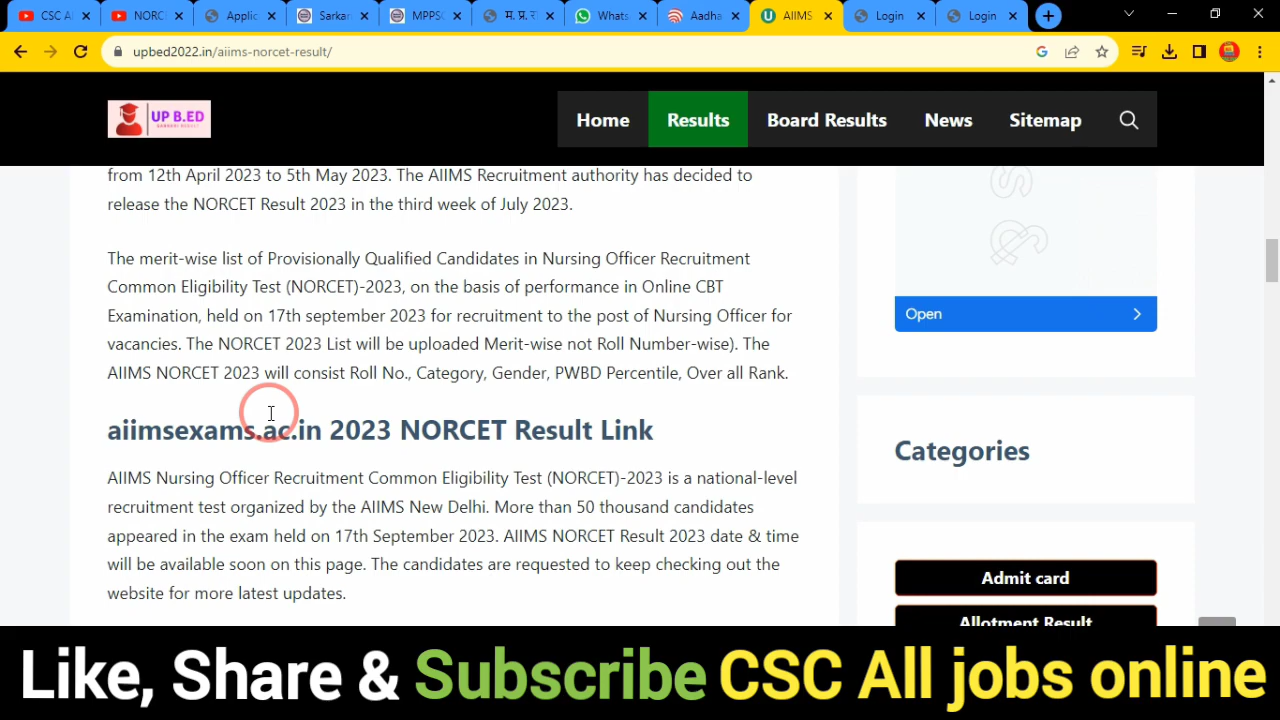 CSC Al
NORC
Applic
Sarkar
MPPSC
म. प्र. र
Whats
Aadha
AIIMS
Login
Login
upbed2022.in/aiims-norcet-result/
UP B.ED
Home
Results
Board Results
News
Sitemap
from 12th April 2023 to 5th May 2023. The AIIMS Recruitment authority has decided to
release the NORCET Result 2023 in the third week of July 2023.
The merit-wise list of Provisionally Qualified Candidates in Nursing Officer Recruitment
Common Eligibility Test (NORCET)-2023, on the basis of performance in Online CBT
Examination, held on 17th september 2023 for recruitment to the post of Nursing Officer for
vacancies. The NORCET 2023 List will be uploaded Merit-wise not Roll Number-wise). The
AIIMS NORCET 2023 will consist Roll No., Category, Gender, PWBD Percentile, Over all Rank.
aiimsexams.ac.in 2023 NORCET Result Link
AIIMS Nursing Officer Recruitment Common Eligibility Test (NORCET)-2023 is a national-level
recruitment test organized by the AIIMS New Delhi. More than 50 thousand candidates
appeared in the exam held on 17th September 2023. AIIMS NORCET Result 2023 date & time
will be available soon on this page. The candidates are requested to keep checking out the
website for more latest updates.
Open
Categories
Admit card
Allotment Result
Like, Share & Subscribe CSC All jobs online